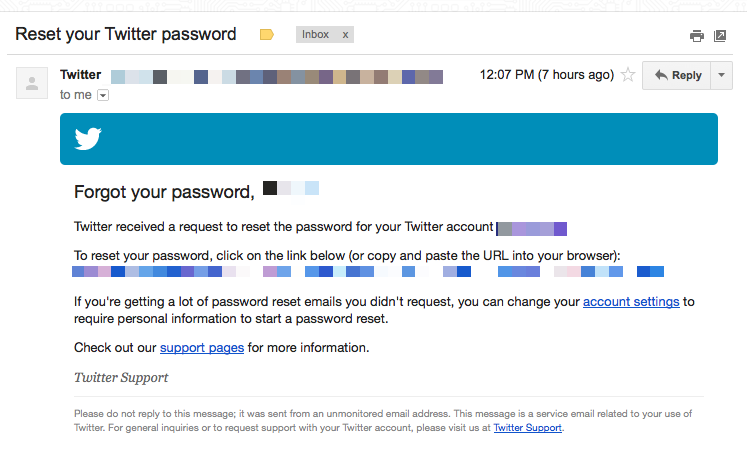 Reset your Twitter password Inbox x
Twitter 12:07 PM (7 hours ago) Reply
to me
Forgot your password,
Twitter received a request to reset the password for your Twitter account
To reset your password, click on the link below (or copy and paste the URL into your browser):
If you're getting a lot of password reset emails you didn't request, you can change your account settings to
require personal information to start a password reset.
Check out our support pages for more information.
Twitter Support
Please do not reply to this message; it was sent from an unmonitored email address. This message is a service email related to your use of
Twitter. For general inquiries or to request support with your Twitter account, please visit us at Twitter Support.